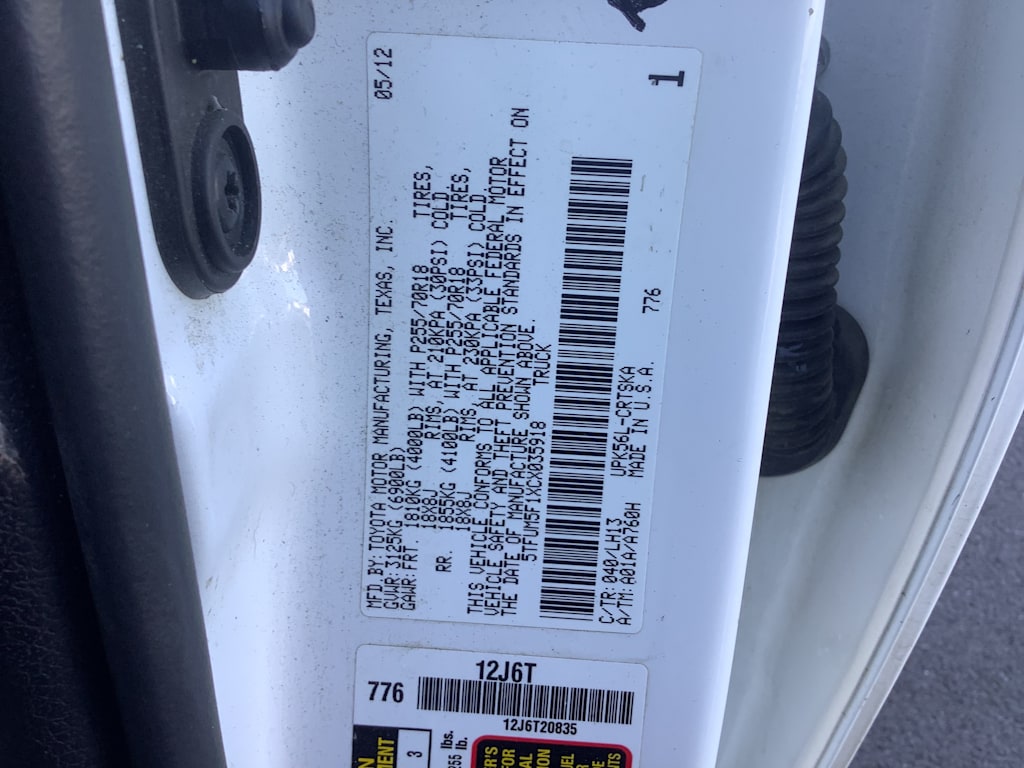 MFD BY: TOYOTA MOTOR MANUFACTURING, TEXAS, INC. 05/12
GVWR: 3125KG (6900LB)
GAWR: FRT. 1810KG (4000LB) WITH P255/70R18 TIRES,
18X8J RIMS, AT 210KPA (30PSI) COLD
RR. 1855KG (4100LB) WITH P255/70R18 TIRES,
18X8J RIMS, AT 230KPA (33PSI) COLD
THIS VEHICLE CONFORMS TO ALL APPLICABLE FEDERAL MOTOR
VEHICLE SAFETY AND THEFT PREVENTION STANDARDS IN EFFECT ON
THE DATE OF MANUFACTURE SHOWN ABOVE.
5TFUM5F1XCX035918 TRUCK
C/TR: 040/LH13 UPK56L-CRTSKA 776
A/TM: A01A/A760H MADE IN U.S.A.
1
12J6T
776
12J6T20835
3
lbs.
255 lb.